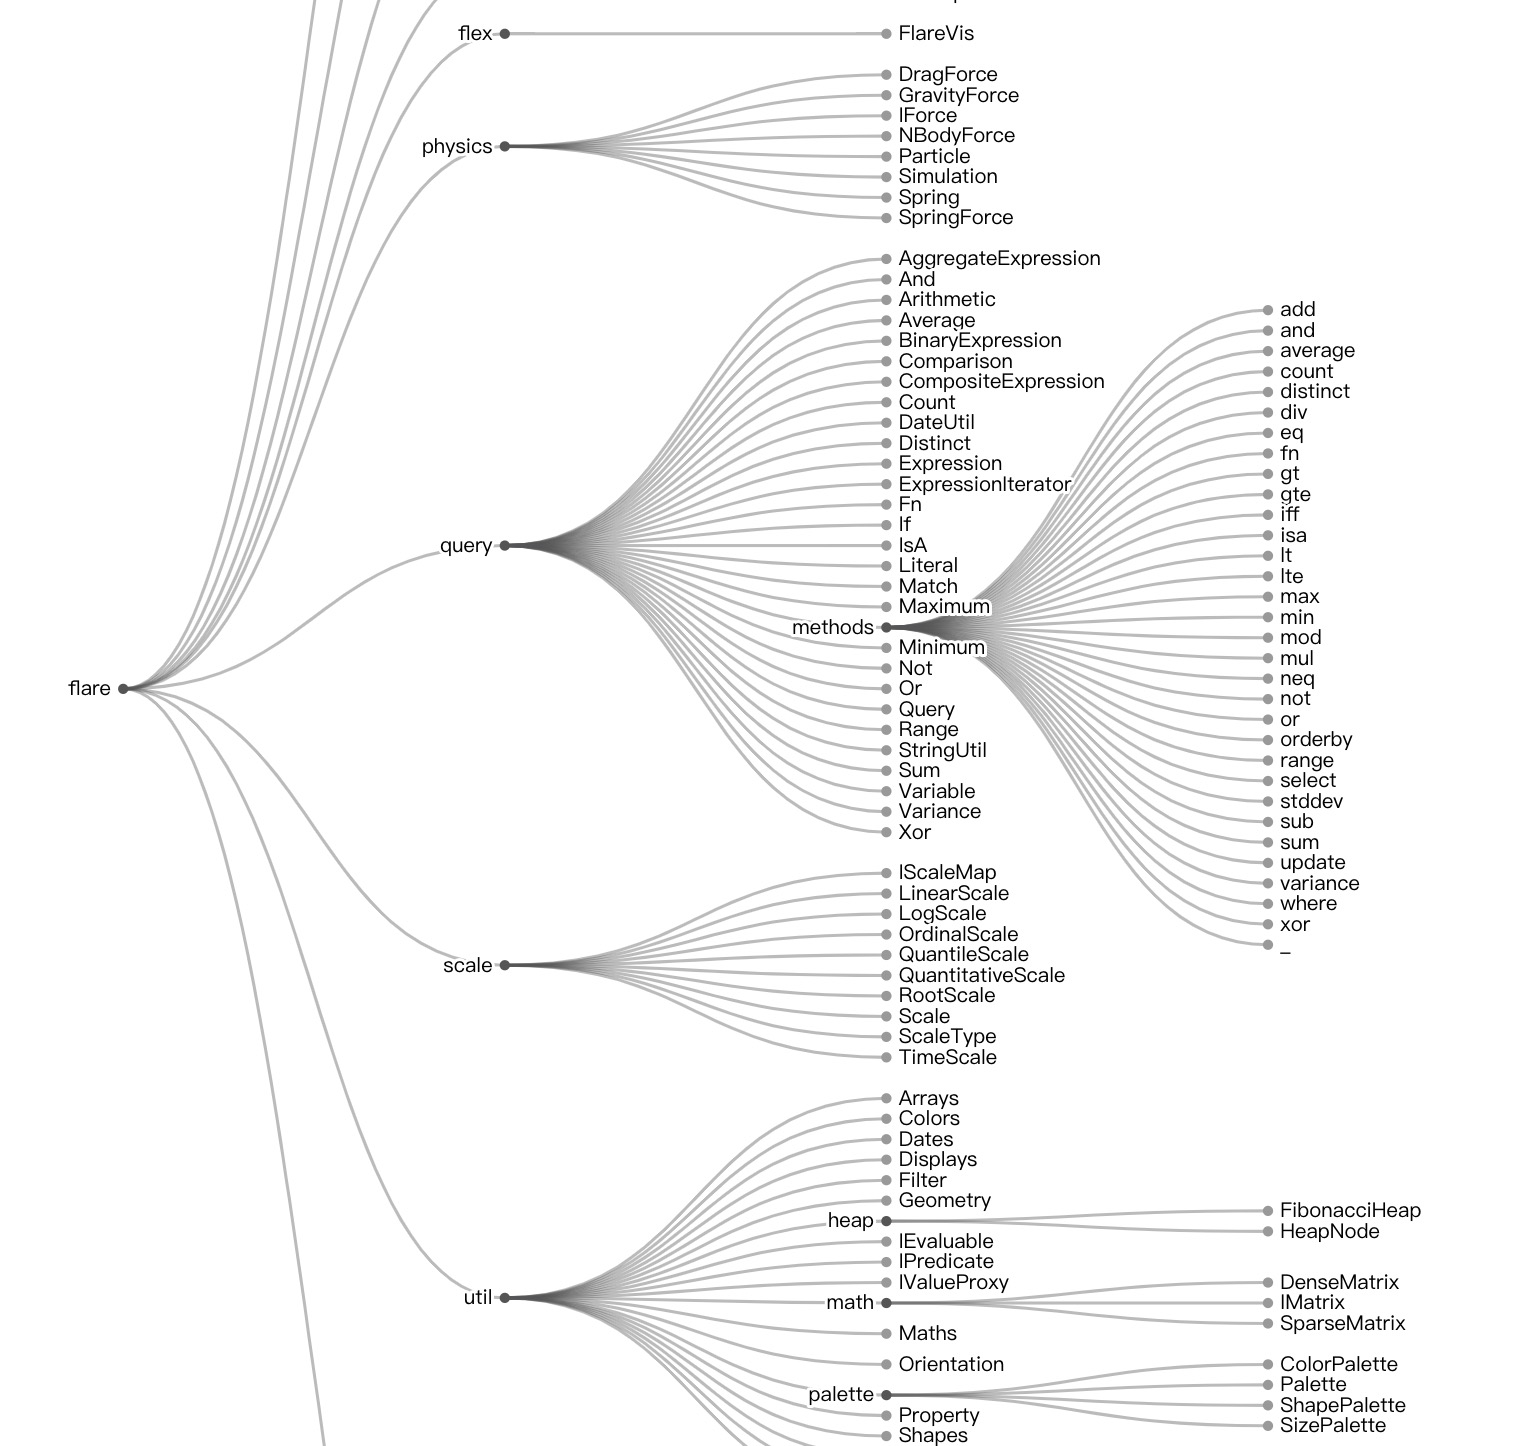 flex
FlareVis
physics
DragForce
GravityForce
IForce
NBodyForce
Particle
Simulation
Spring
SpringForce
query
AggregateExpression
And
Arithmetic
Average
BinaryExpression
Comparison
CompositeExpression
Count
DateUtil
Distinct
Expression
ExpressionIterator
Fn
If
IsA
Literal
Match
Maximum
methods
add
and
average
count
distinct
div
eq
fn
gt
gte
iff
isa
lt
lte
max
min
mod
mul
neq
not
or
orderby
range
select
stddev
sub
sum
update
variance
where
xor
_
Minimum
Not
Or
Query
Range
StringUtil
Sum
Variable
Variance
Xor
flare
scale
IScaleMap
LinearScale
LogScale
OrdinalScale
QuantileScale
QuantitativeScale
RootScale
Scale
ScaleType
TimeScale
util
Arrays
Colors
Dates
Displays
Filter
Geometry
heap
FibonacciHeap
HeapNode
IEvaluable
IPredicate
IValueProxy
math
DenseMatrix
IMatrix
SparseMatrix
Maths
Orientation
palette
ColorPalette
Palette
ShapePalette
SizePalette
Property
Shapes